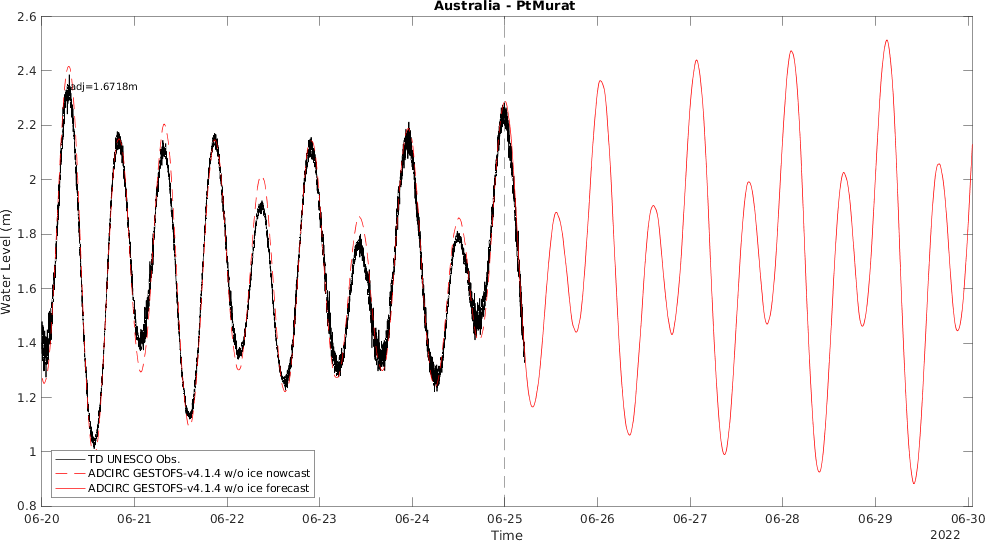 Australia - PtMurat
2.6
2.4
adj=1.6718m
2.2
2
1.8
Water Level (m)
1.6
1.4
1.2
1
0.8
TD UNESCO Obs.
ADCIRC GESTOFS-v4.1.4 w/o ice nowcast
ADCIRC GESTOFS-v4.1.4 w/o ice forecast
06-20 06-21 06-22 06-23 06-24 06-25 06-26 06-27 06-28 06-29 06-30
Time
2022